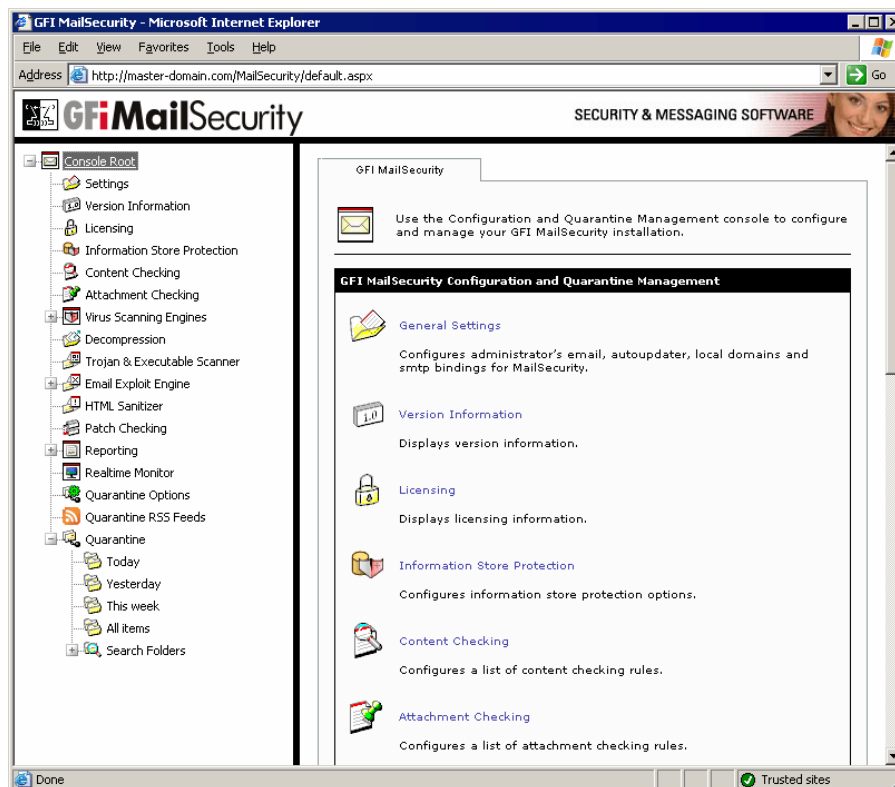 GFI MailSecurity - Microsoft Internet Explorer
File Edit View Favorites Tools Help
Address http://master-domain.com/MailSecurity/default.aspx Go
GFiMailSecurity
SECURITY & MESSAGING SOFTWARE
Console Root
Settings
Version Information
Licensing
Information Store Protection
Content Checking
Attachment Checking
Virus Scanning Engines
Decompression
Trojan & Executable Scanner
Email Exploit Engine
HTML Sanitizer
Patch Checking
Reporting
Realtime Monitor
Quarantine Options
Quarantine RSS Feeds
Quarantine
Today
Yesterday
This week
All items
Search Folders
GFI MailSecurity
Use the Configuration and Quarantine Management console to configure
and manage your GFI MailSecurity installation.
GFI MailSecurity Configuration and Quarantine Management
General Settings
Configures administrator's email, autoupdater, local domains and
smtp bindings for MailSecurity.
1.0
Version Information
Displays version information.
Licensing
Displays licensing information.
Information Store Protection
Configures information store protection options.
Content Checking
Configures a list of content checking rules.
Attachment Checking
Configures a list of attachment checking rules.
Done
Trusted sites